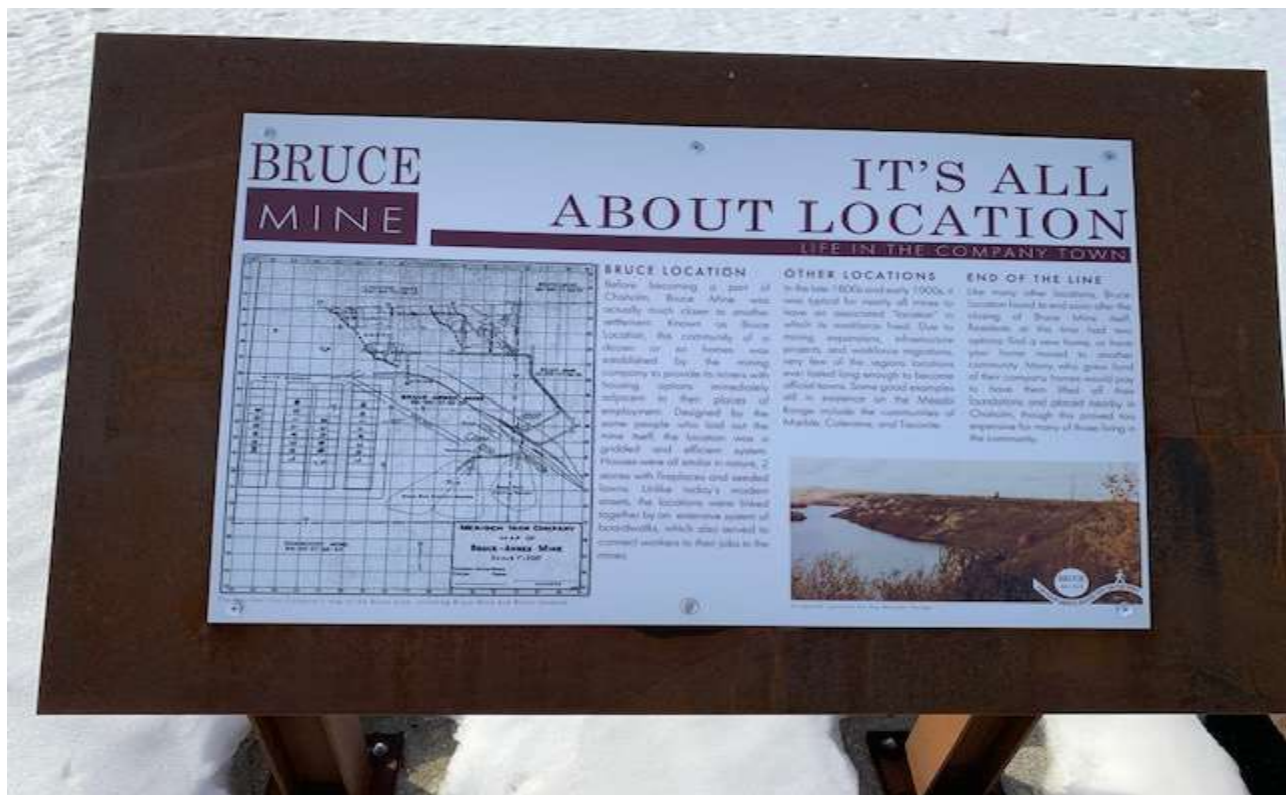 BRUCE
MINE
IT'S ALL
ABOUT LOCATION
LIFE IN THE COMPANY TOWN
BRUCE LOCATION
Before becoming a part of
Chisholm, Bruce Mine was
actually much closer to another
settlement. Known as Bruce
Location, this community of a
dozen or so homes was
established by the mining
company to provide its miners with
housing options immediately
adjacent to their places of
employment. Designed by the
same people who laid out the
mine itself, the location was a
gridded and efficient system.
Houses were all similar in nature, 2
stories with fireplaces and seeded
lawns. Unlike today's modern
streets, the locations were linked
together by an extensive system of
boardwalks, which also served to
connect workers to their jobs in the
mines.
OTHER LOCATIONS
In the late 1800s and early 1900s, it
was typical for nearly all mines to
have an associated "location" in
which its workforce lived. Due to
mining expansions, infrastructure
projects, and workforce migrations,
very few of the regions locations
ever lasted long enough to become
official towns. Some good examples
still in existence on the Mesabi
Range include the communities of
Marble, Coleraine, and Taconite.
END OF THE LINE
Like many other locations, Bruce
Location found its end soon after the
closing of Bruce Mine itself.
Residents at this time had two
options: find a new home, or have
your home moved to another
community. Many who grew fond
of their company homes would pay
to have them lifted off their
foundations and placed nearby in
Chisholm, though this proved too
expensive for many of those living in
the community.
BRUCE-ANNEX MINE
MAP OF
BRUCE-ANNEX MINE
BRUCE